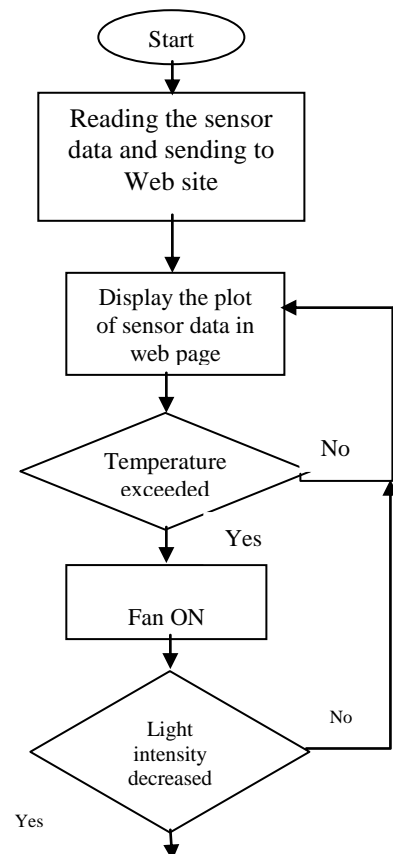 Start
Reading the sensor
data and sending to
Web site
Display the plot
of sensor data in
web page
Temperature
exceeded
No
Yes
Fan ON
Light
intensity
decreased
No
Yes